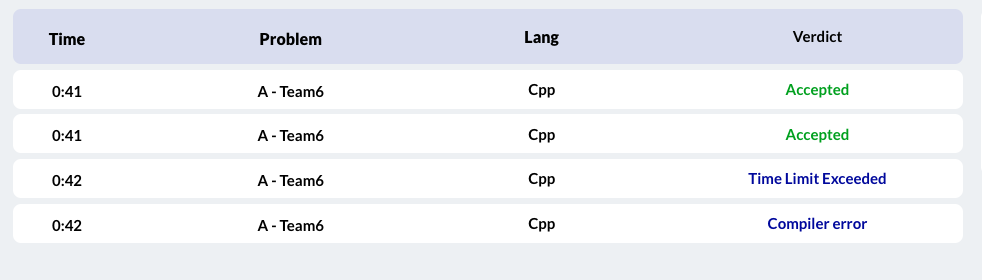 Time Problem Lang Verdict
0:41 A - Team6 Cpp Accepted
0:41 A - Team6 Cpp Accepted
0:42 A - Team6 Cpp Time Limit Exceeded
0:42 A - Team6 Cpp Compiler error